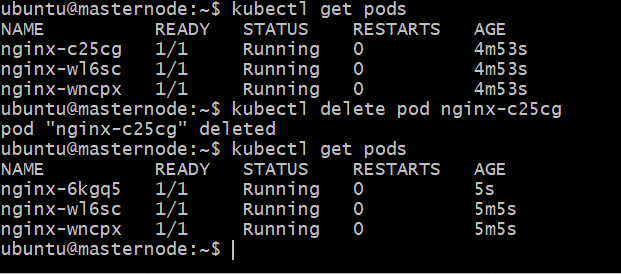 ubuntu@masternode:~$ kubectl get pods
NAME READY STATUS RESTARTS AGE
nginx-c25cg 1/1 Running 0 4m53s
nginx-wl6sc 1/1 Running 0 4m53s
nginx-wncpx 1/1 Running 0 4m53s
ubuntu@masternode:~$ kubectl delete pod nginx-c25cg
pod "nginx-c25cg" deleted
ubuntu@masternode:~$ kubectl get pods
NAME READY STATUS RESTARTS AGE
nginx-6kgq5 1/1 Running 0 5s
nginx-wl6sc 1/1 Running 0 5m5s
nginx-wncpx 1/1 Running 0 5m5s
ubuntu@masternode:~$